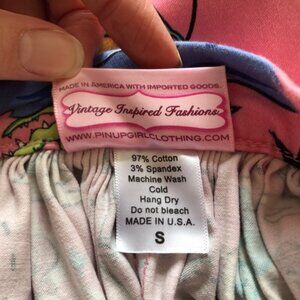 MADE IN AMERICA WITH IMPORTED GOODS.
Vintage Inspired Fashions
WWW.PINUPGIRLCLOTHING.COM
97% Cotton
3% Spandex
Machine Wash
Cold
Hang Dry
Do not bleach
MADE IN U.S.A.
S